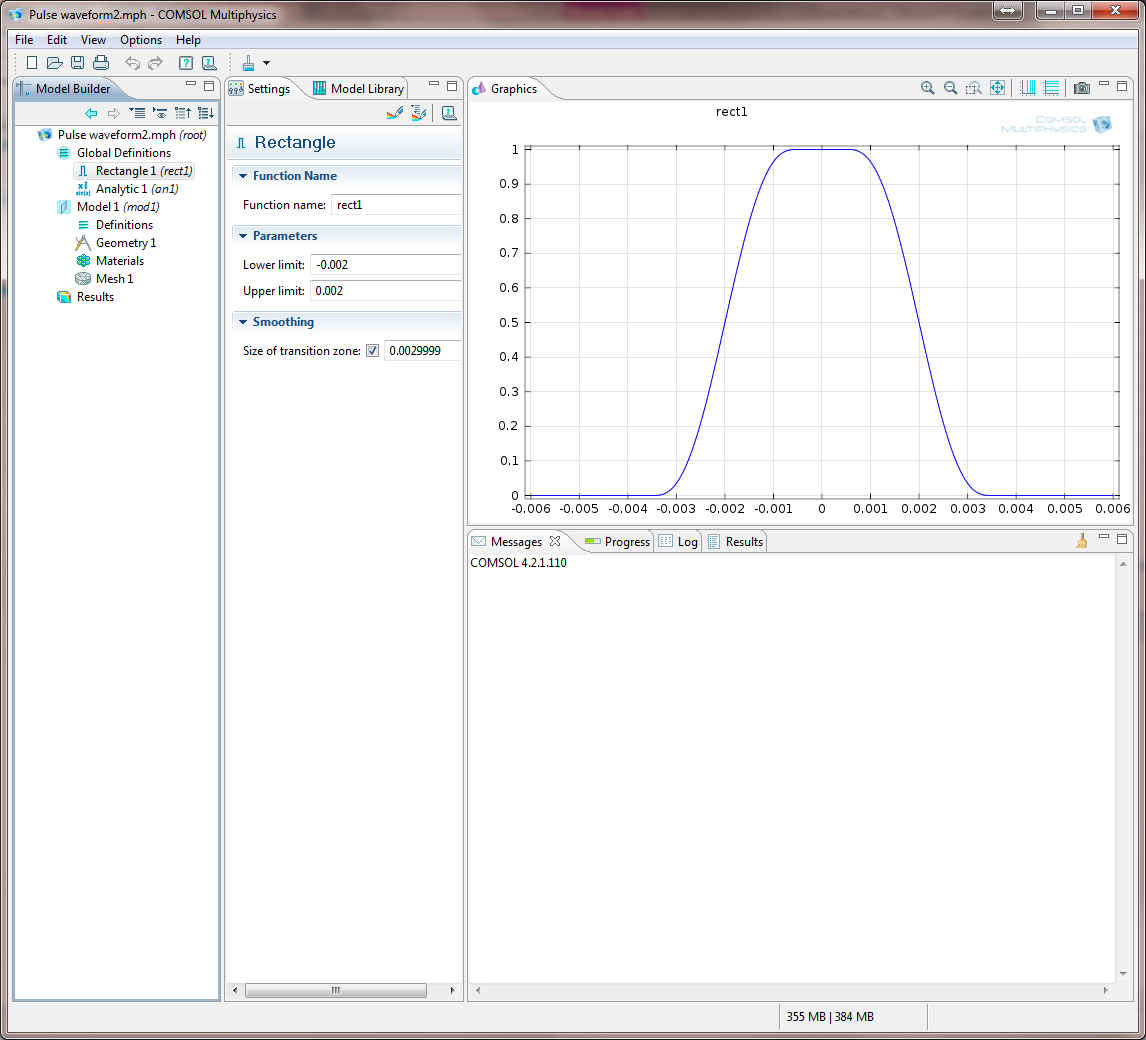 Pulse waveform2.mph - COMSOL Multiphysics
File Edit View Options Help
Model Builder
Pulse waveform2.mph (root)
Global Definitions
Rectangle 1 (rect1)
Analytic 1 (an1)
Model 1 (mod1)
Definitions
Geometry 1
Materials
Mesh 1
Results
Settings Model Library
Rectangle
Function Name
Function name: rect1
Parameters
Lower limit: -0.002
Upper limit: 0.002
Smoothing
Size of transition zone: 0.0029999
Graphics
rect1
COMSOL
MULTIPHYSICS
1
0.9
0.8
0.7
0.6
0.5
0.4
0.3
0.2
0.1
0
-0.006 -0.005 -0.004 -0.003 -0.002 -0.001 0 0.001 0.002 0.003 0.004 0.005 0.006
Messages Progress Log Results
COMSOL 4.2.1.110
355 MB | 384 MB